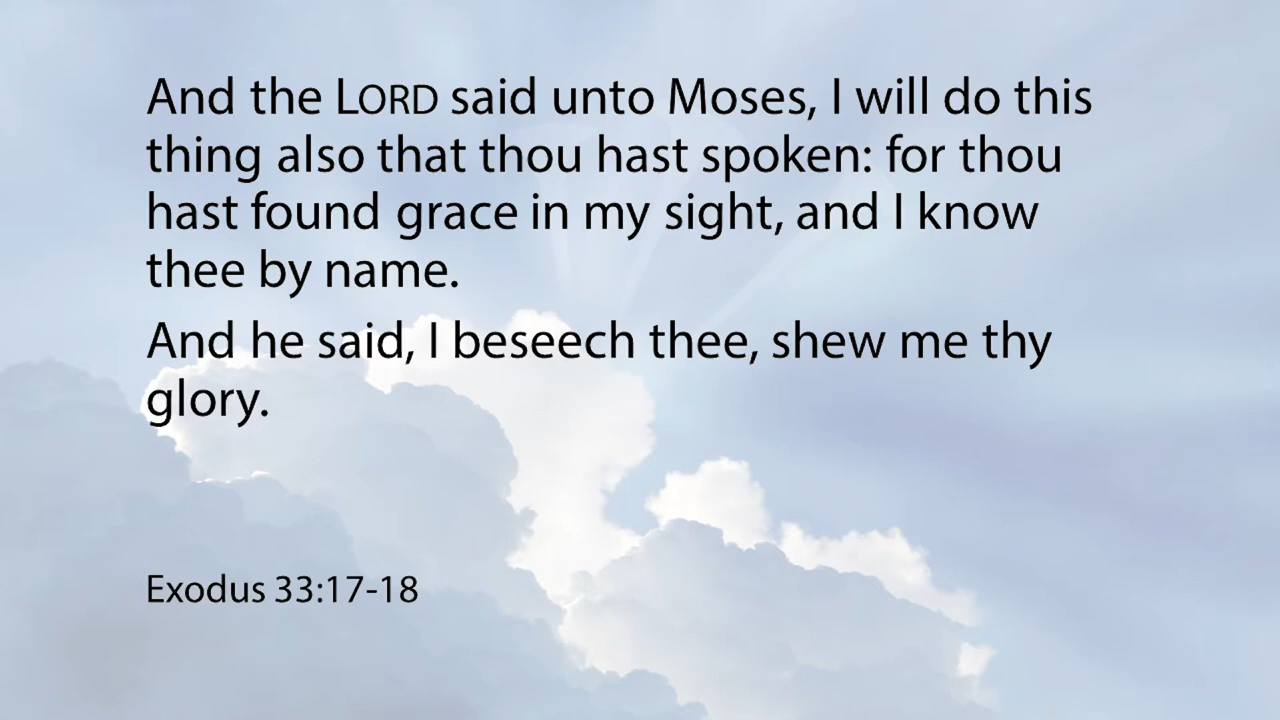 And the LORD said unto Moses, I will do this
thing also that thou hast spoken: for thou
hast found grace in my sight, and I know
thee by name.
And he said, I beseech thee, shew me thy
glory.
Exodus 33:17-18